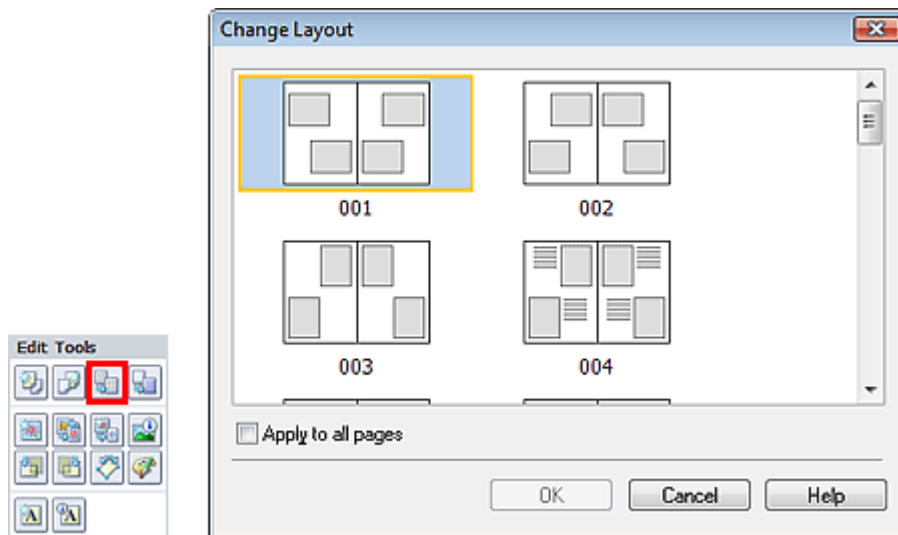 Change Layout
001
002
003
004
Apply to all pages
OK
Cancel
Help
Edit Tools
A
A